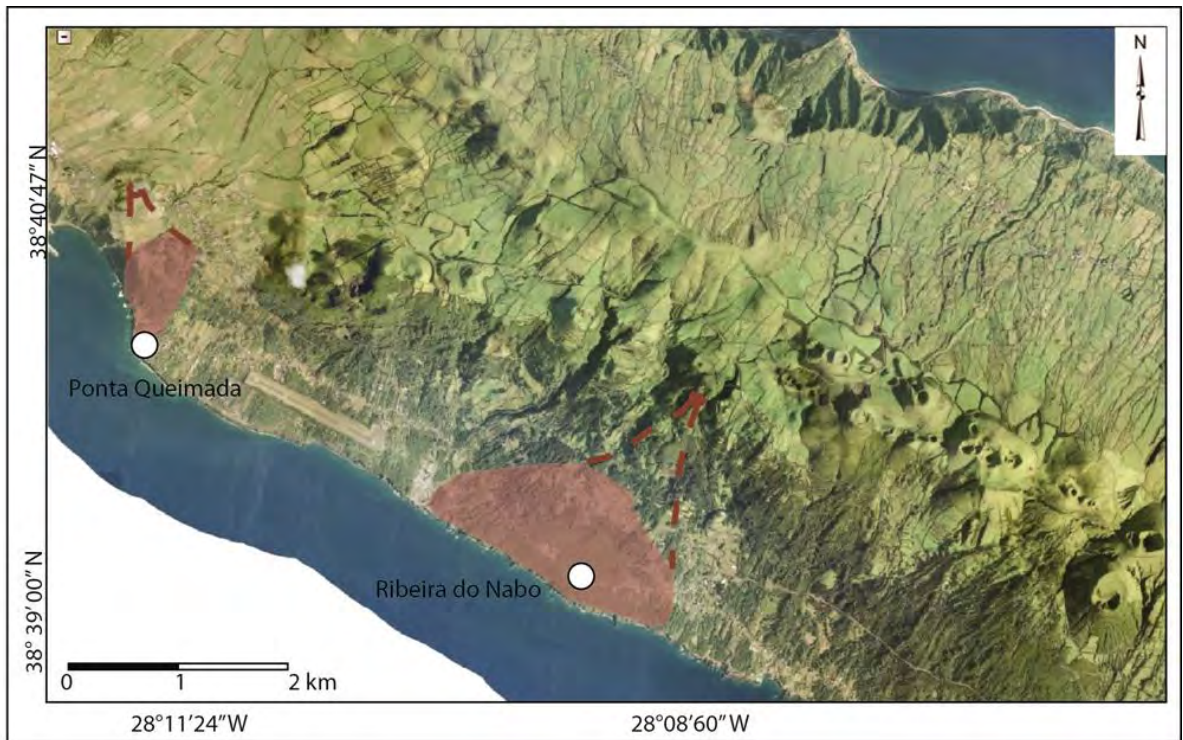 N
38°40'47"N
Ponta Queimada
Ribeira do Nabo
38° 39'00"N
0 1 2 km
28°11'24"W
28°08'60"W